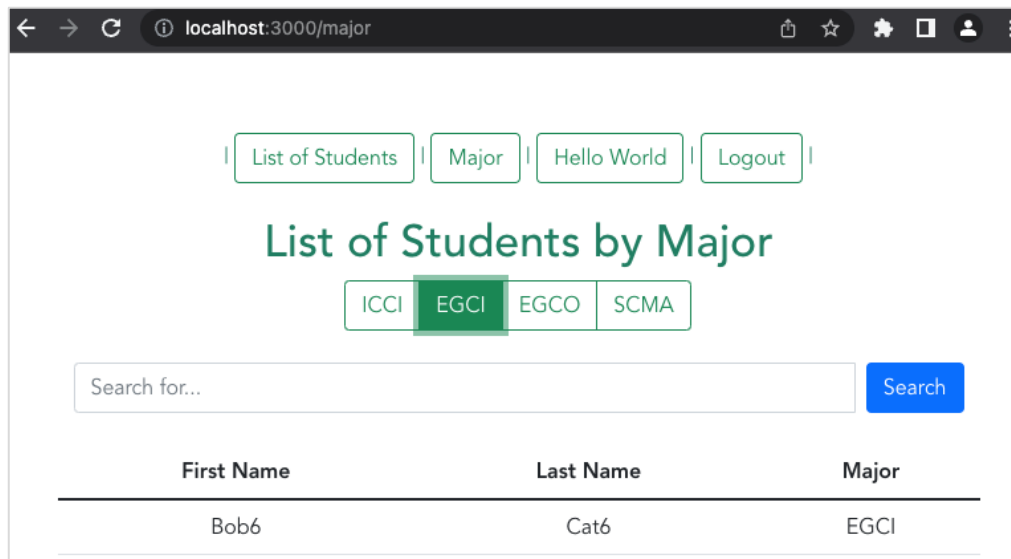 localhost:3000/major
| List of Students | Major | Hello World | Logout |
List of Students by Major
ICCI EGCI EGCO SCMA
Search for... Search
First Name Last Name Major
Bob6 Cat6 EGCI